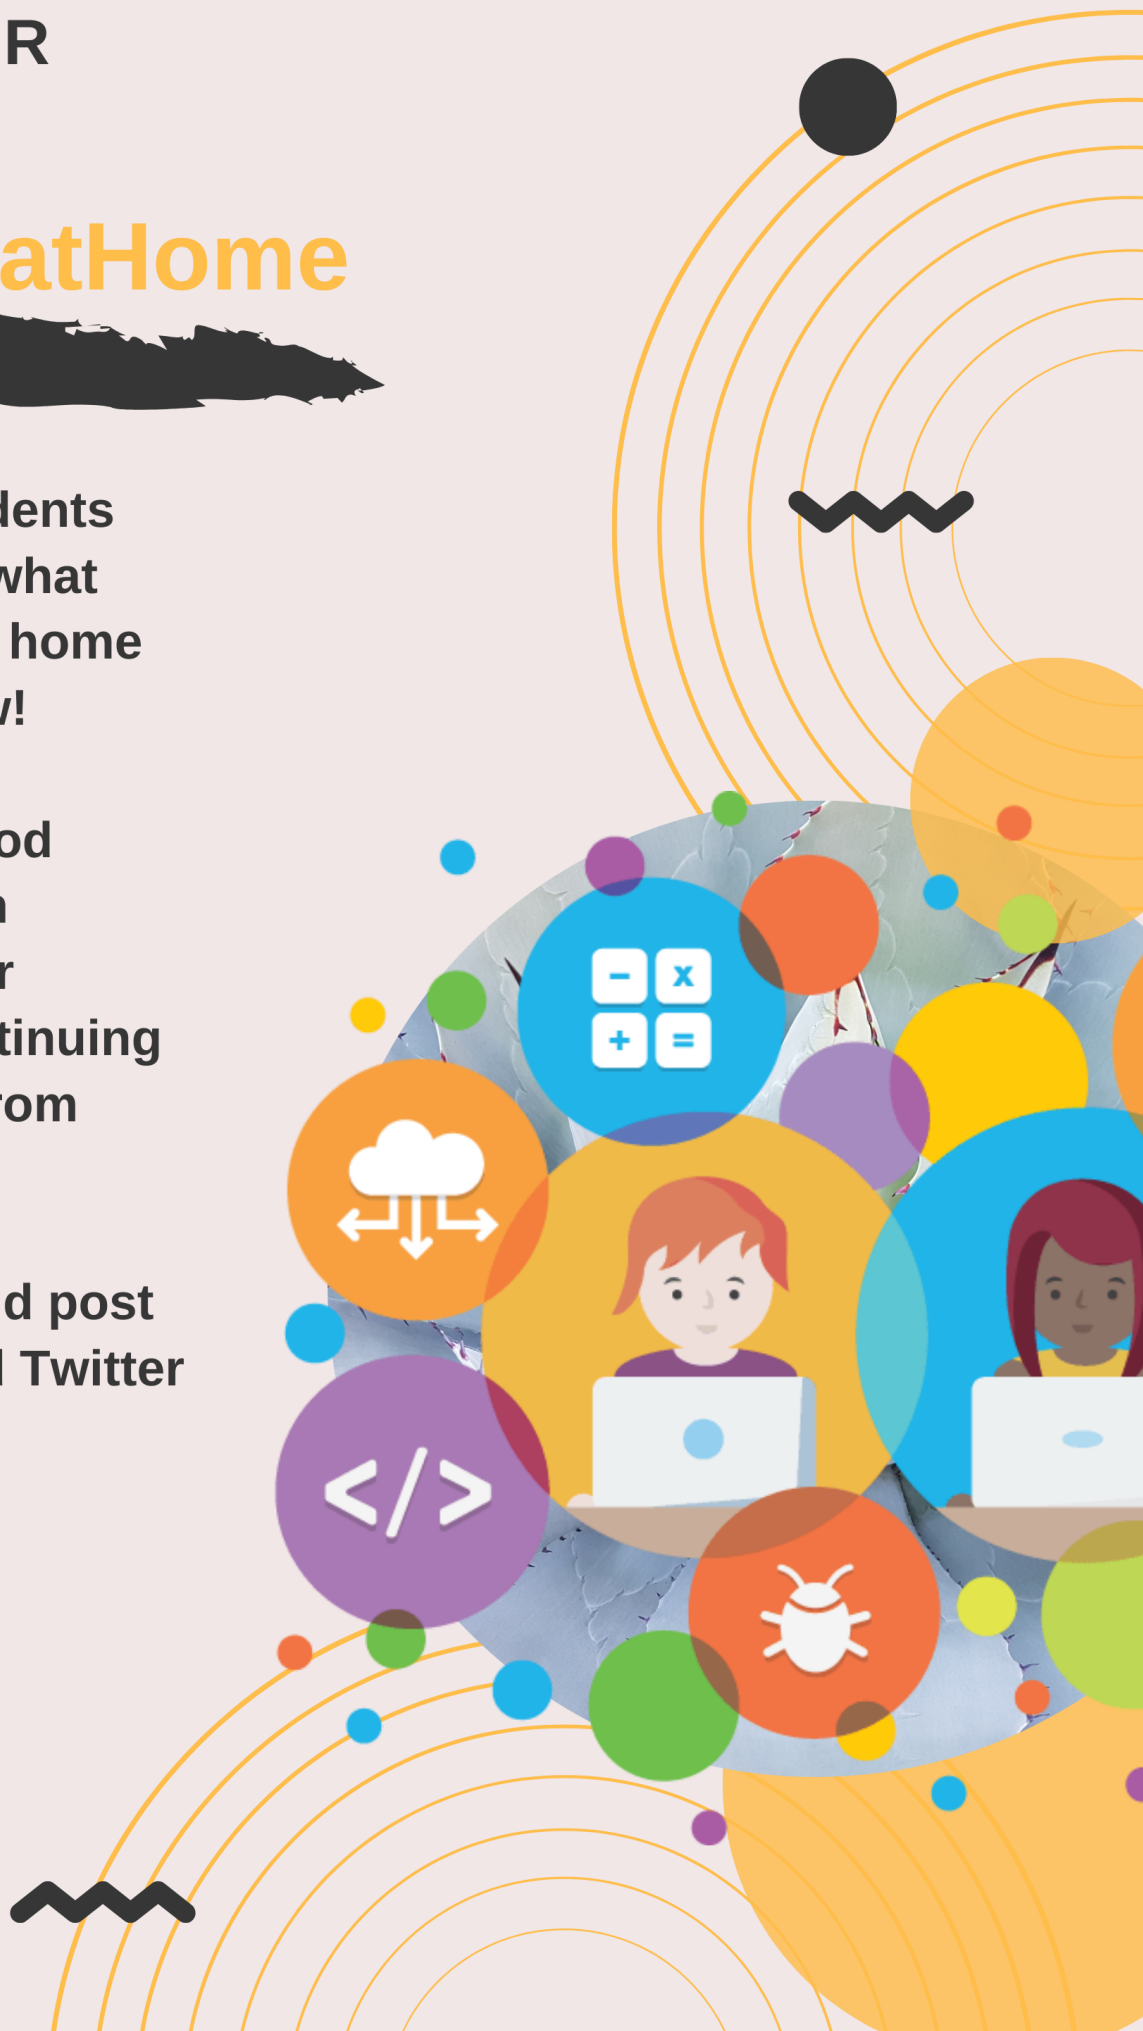 R
atHome
dents
what
home
w!
od
n
r
tinuing
rom
d post
l Twitter
- x
+ =
</>